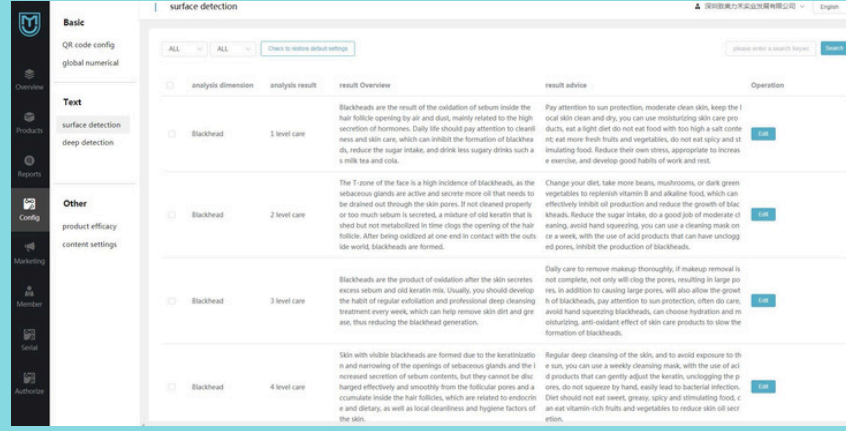 surface detection
深圳致美力禾实业发展有限公司
English
Basic
QR code config
global numerical
Text
surface detection
deep detection
Other
product efficacy
content settings
Overview
Products
Reports
Config
Marketing
Member
Serial
Authorize
ALL
ALL
Check to restore default settings
please enter a search keywc
Search
analysis dimension
analysis result
result Overview
result advice
Operation
Blackhead
1 level care
Blackheads are the result of the oxidation of sebum inside the
hair follicle opening by air and dust, mainly related to the high
secretion of hormones. Daily life should pay attention to cleanli
ness and skin care, which can inhibit the formation of blackhea
ds, reduce the sugar intake, and drink less sugary drinks such a
s milk tea and cola.
Pay attention to sun protection, moderate clean skin, keep the l
ocal skin clean and dry, you can use moisturizing skin care pro
ducts, eat a light diet do not eat food with too high a salt conte
nt; eat more fresh fruits and vegetables, do not eat spicy and st
imulating food. Reduce their own stress, appropriate to increas
e exercise, and develop good habits of work and rest.
Edit
Blackhead
2 level care
The T-zone of the face is a high incidence of blackheads, as the
sebaceous glands are active and secrete more oil that needs to
be drained out through the skin pores. If not cleaned properly
or too much sebum is secreted, a mixture of old keratin that is
shed but not metabolized in time clogs the opening of the hair
follicle. After being oxidized at one end in contact with the outs
ide world, blackheads are formed.
Change your diet, take more beans, mushrooms, or dark green
vegetables to replenish vitamin B and alkaline food, which can
effectively inhibit oil production and reduce the growth of blac
kheads. Reduce the sugar intake, do a good job of moderate cl
eaning, avoid hand squeezing, you can use a cleaning mask on
ce a week, with the use of acid products that can have unclogg
ed pores, inhibit the production of blackheads.
Edit
Blackhead
3 level care
Blackheads are the product of oxidation after the skin secretes
excess sebum and old keratin mix. Usually, you should develop
the habit of regular exfoliation and professional deep cleansing
treatment every week, which can help remove skin dirt and gre
ase, thus reducing the blackhead generation.
Daily care to remove makeup thoroughly, if makeup removal is
not complete, not only will clog the pores, resulting in large po
res, in addition to causing large pores, will also allow the growt
h of blackheads, pay attention to sun protection, often do care,
avoid hand squeezing blackheads, can choose hydration and m
oisturizing, anti-oxidant effect of skin care products to slow the
formation of blackheads.
Edit
Blackhead
4 level care
Skin with visible blackheads are formed due to the keratinizatio
n and narrowing of the openings of sebaceous glands and the i
ncreased secretion of sebum contents, but they cannot be disc
harged effectively and smoothly from the follicular pores and a
ccumulate inside the hair follicles, which are related to endocrin
e and dietary, as well as local cleanliness and hygiene factors of
the skin.
Regular deep cleansing of the skin, and to avoid exposure to th
e sun, you can use a weekly cleansing mask, with the use of aci
d products that can gently adjust the keratin, unclogging the p
ores, do not squeeze by hand, easily lead to bacterial infection.
Diet should not eat sweet, greasy, spicy and stimulating food, c
an eat vitamin-rich fruits and vegetables to reduce skin oil secr
etion.
Edit